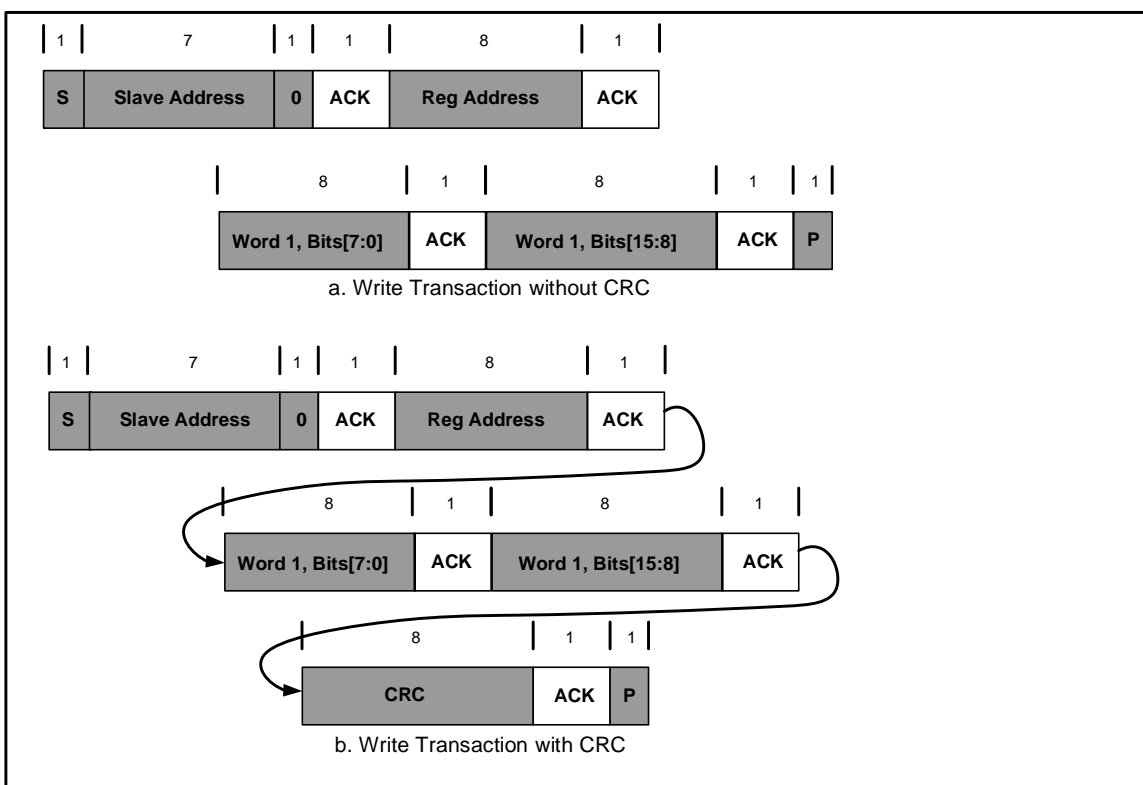 1 7 1 1 8 1
S Slave Address 0 ACK Reg Address ACK
8 1 8 1 1
Word 1, Bits[7:0] ACK Word 1, Bits[15:8] ACK P
a. Write Transaction without CRC
1 7 1 1 8 1
S Slave Address 0 ACK Reg Address ACK
8 1 8 1
Word 1, Bits[7:0] ACK Word 1, Bits[15:8] ACK
8 1 1
CRC ACK P
b. Write Transaction with CRC